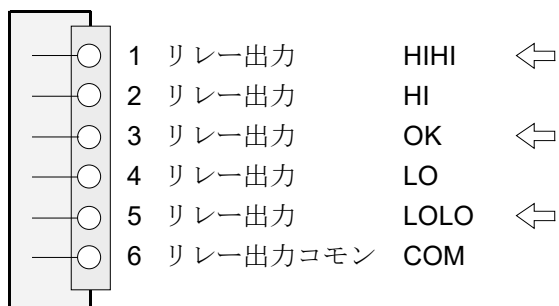 1 リレー出力 HIHI
2 リレー出力 HI
3 リレー出力 OK
4 リレー出力 LO
5 リレー出力 LOLO
6 リレー出力コモン COM